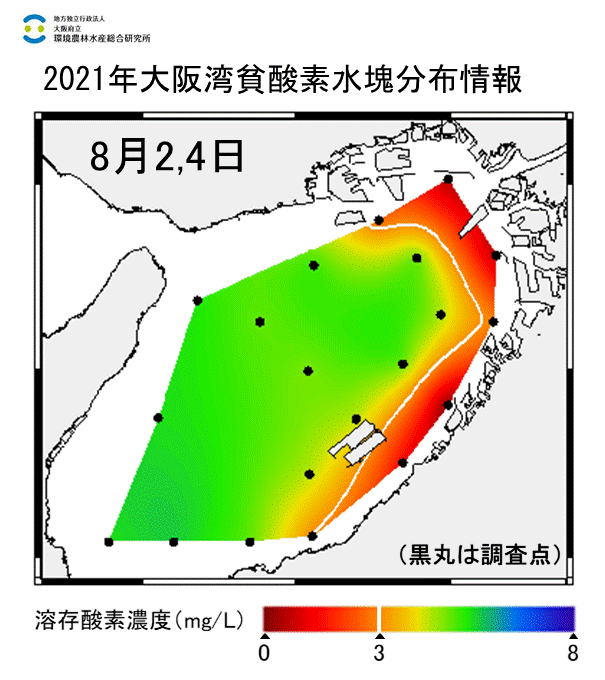 地方独立行政法人
大阪府立
環境農林水産総合研究所
2021年大阪湾貧酸素水塊分布情報
8月2,4日
(黒丸は調査点)
溶存酸素濃度(mg/L)
0 3 8